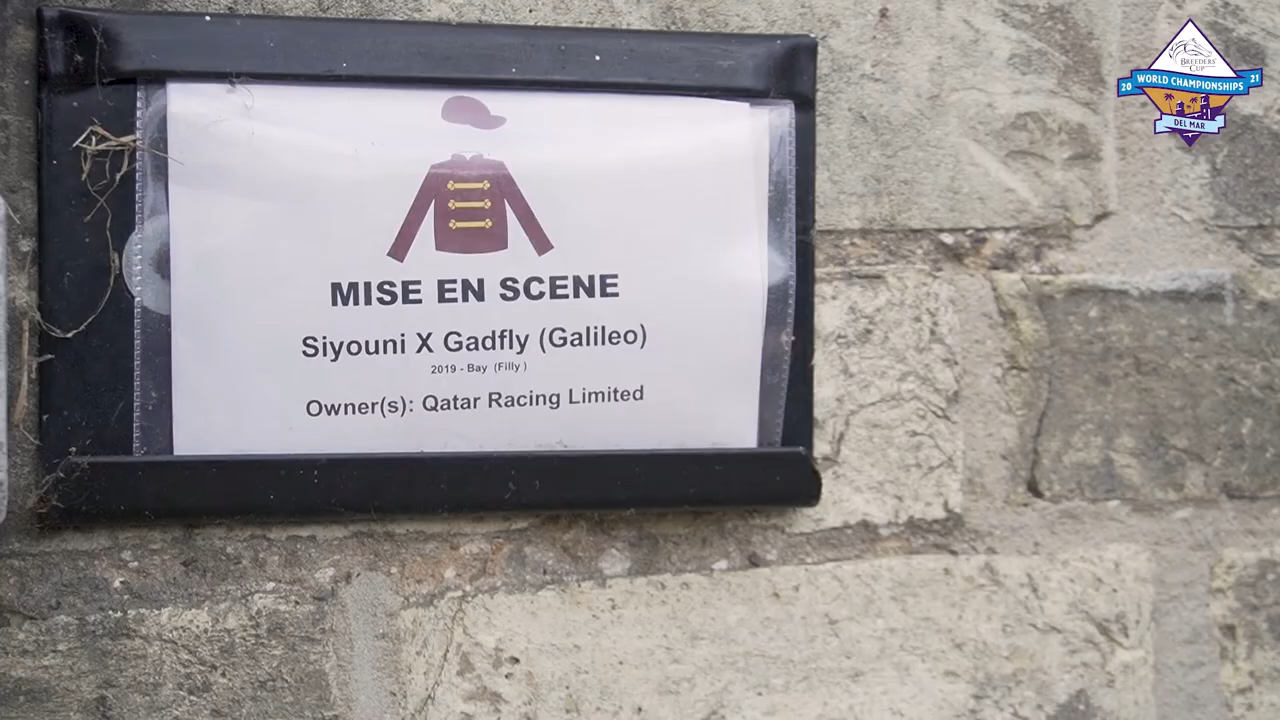 MISE EN SCENE
Siyouni X Gadfly (Galileo)
2019 - Bay (Filly )
Owner(s): Qatar Racing Limited
BREEDERS'
CUP
20 WORLD CHAMPIONSHIPS 21
DEL MAR